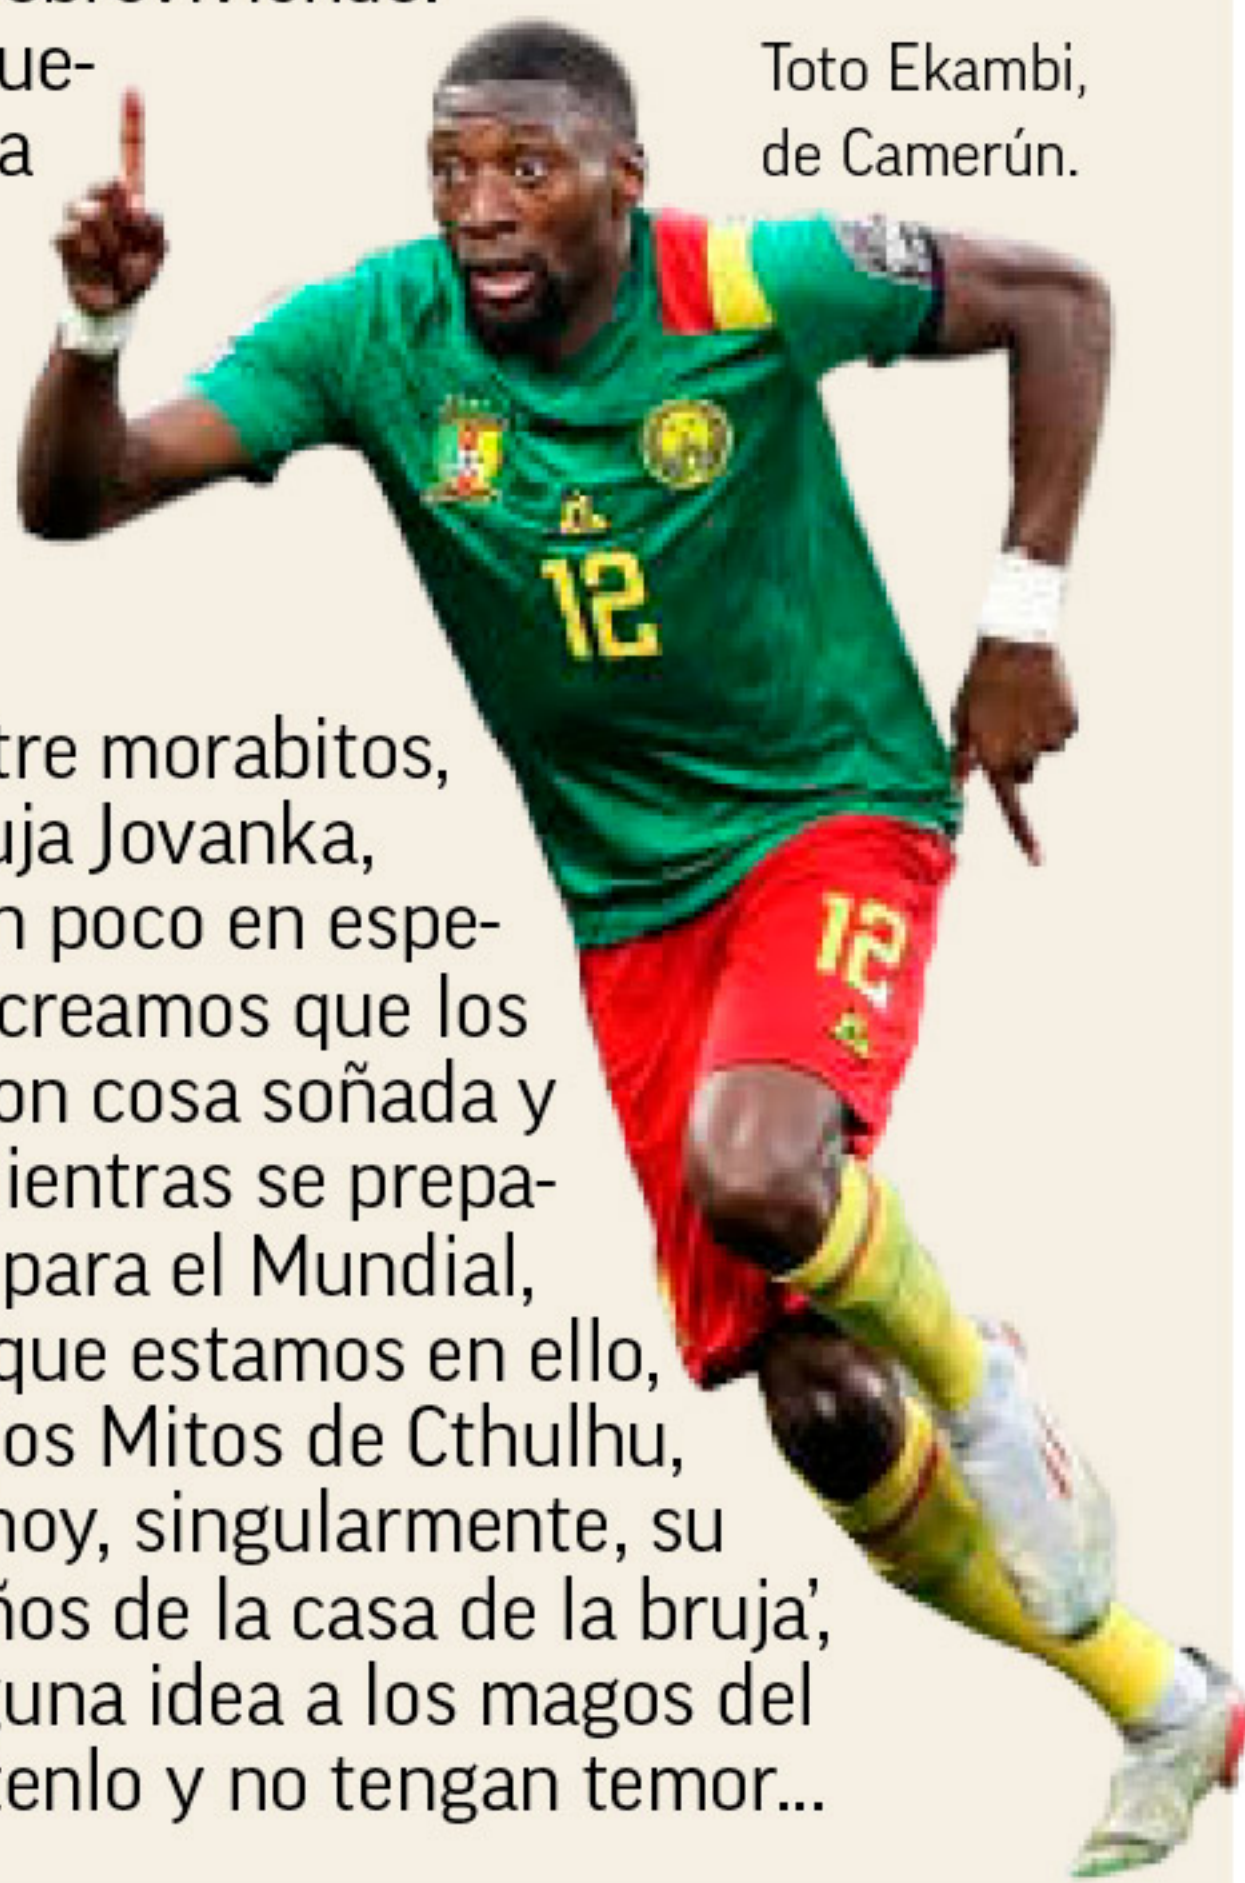 ue-
a
Toto Ekambi,
de Camerún.
12
12
tre morabitos,
uja Jovanka,
n poco en espe-
creamos que los
on cosa soñada y
ientras se prepa-
para el Mundial,
que estamos en ello,
os Mitos de Cthulhu,
hoy, singularmente, su
ños de la casa de la bruja’,
guna idea a los magos del
tenlo y no tengan temor...